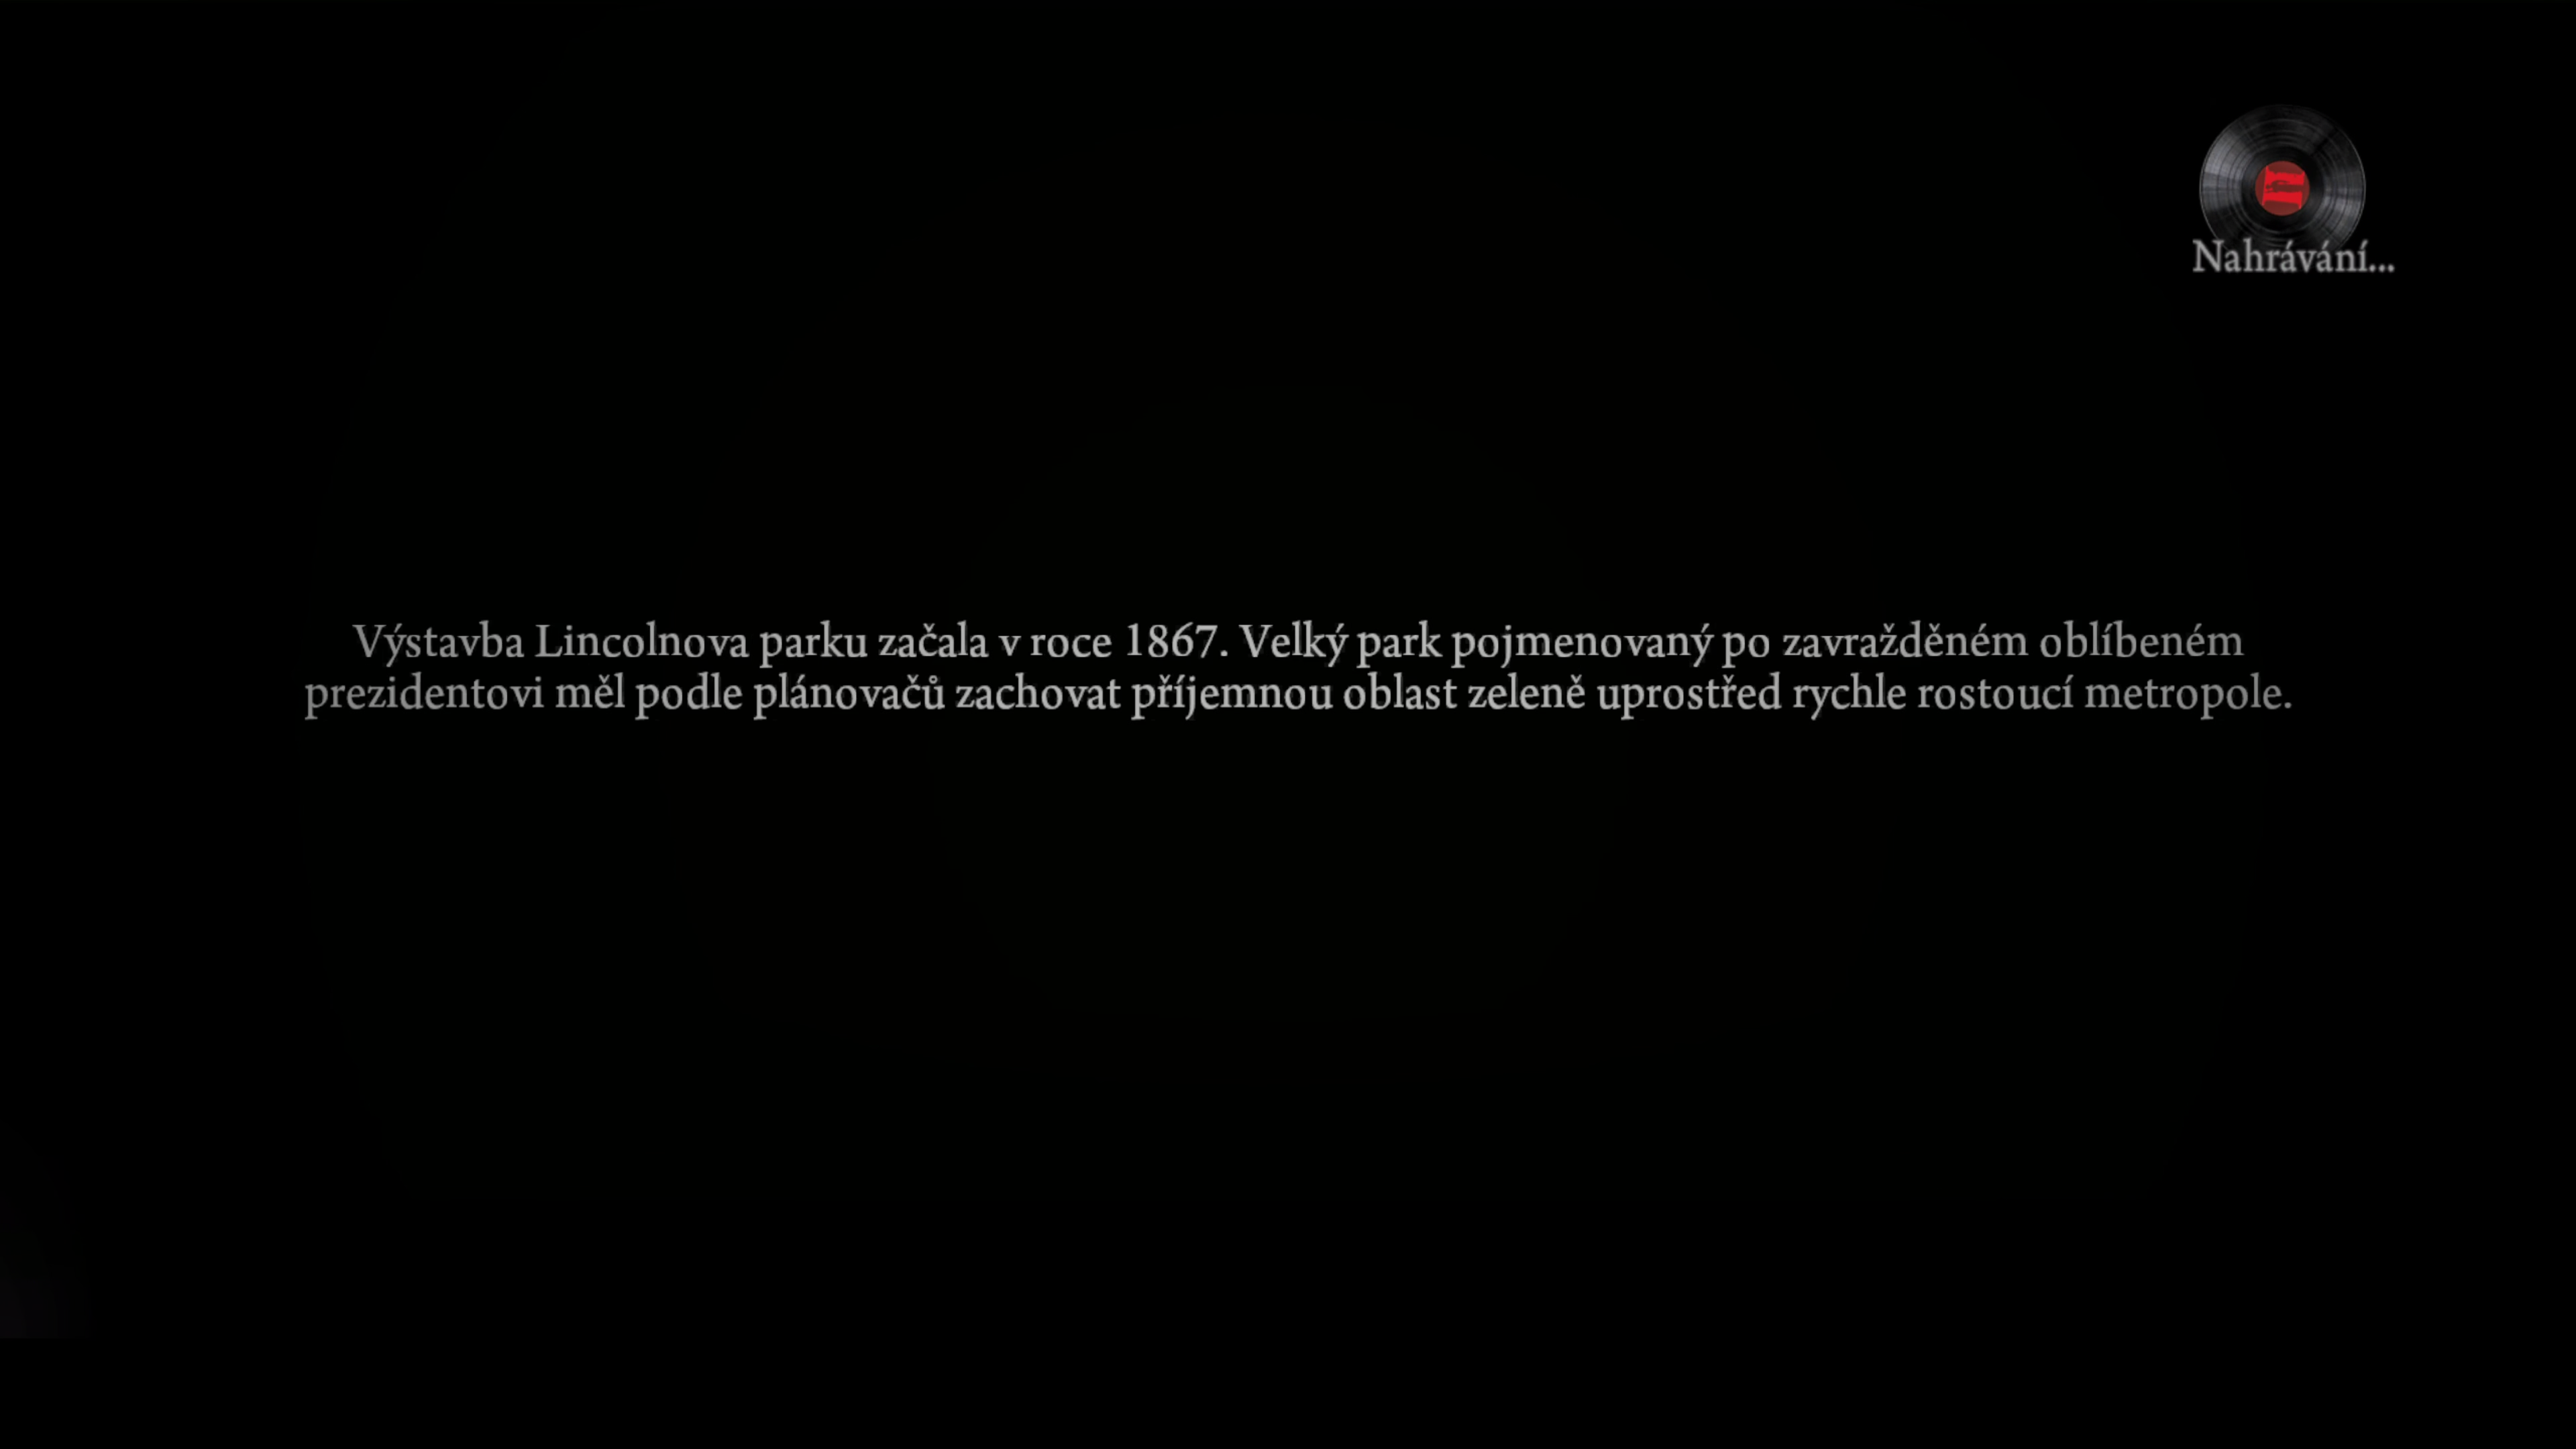 Nahrávání...
Výstavba Lincolnova parku začala v roce 1867. Velký park pojmenovaný po zavražděném oblíbeném
prezidentovi měl podle plánovačů zachovat příjemnou oblast zeleně uprostřed rychle rostoucí metropole.